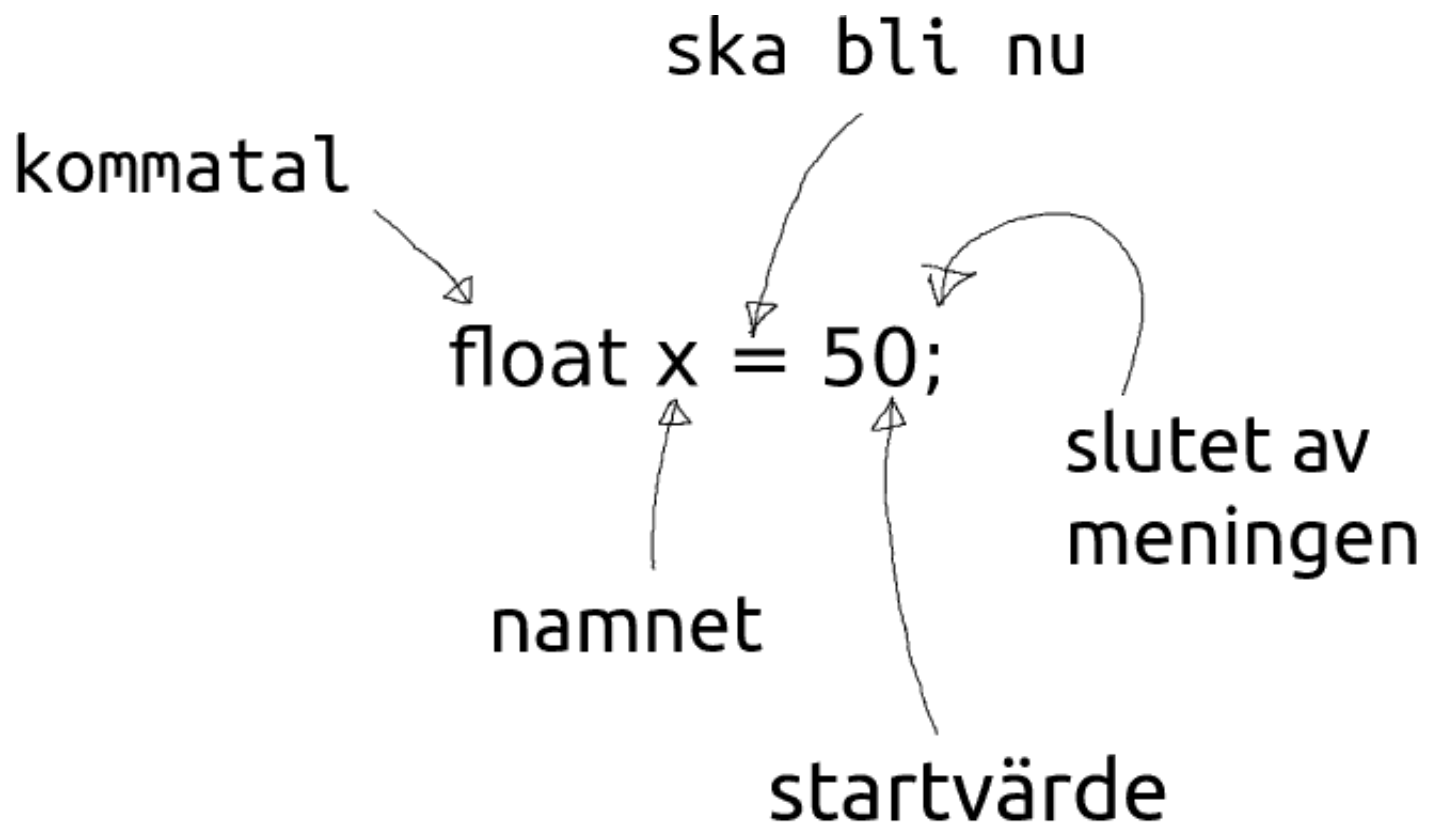 ska bli nu
kommatal
float x = 50;
slutet av
meningen
namnet
startvärde